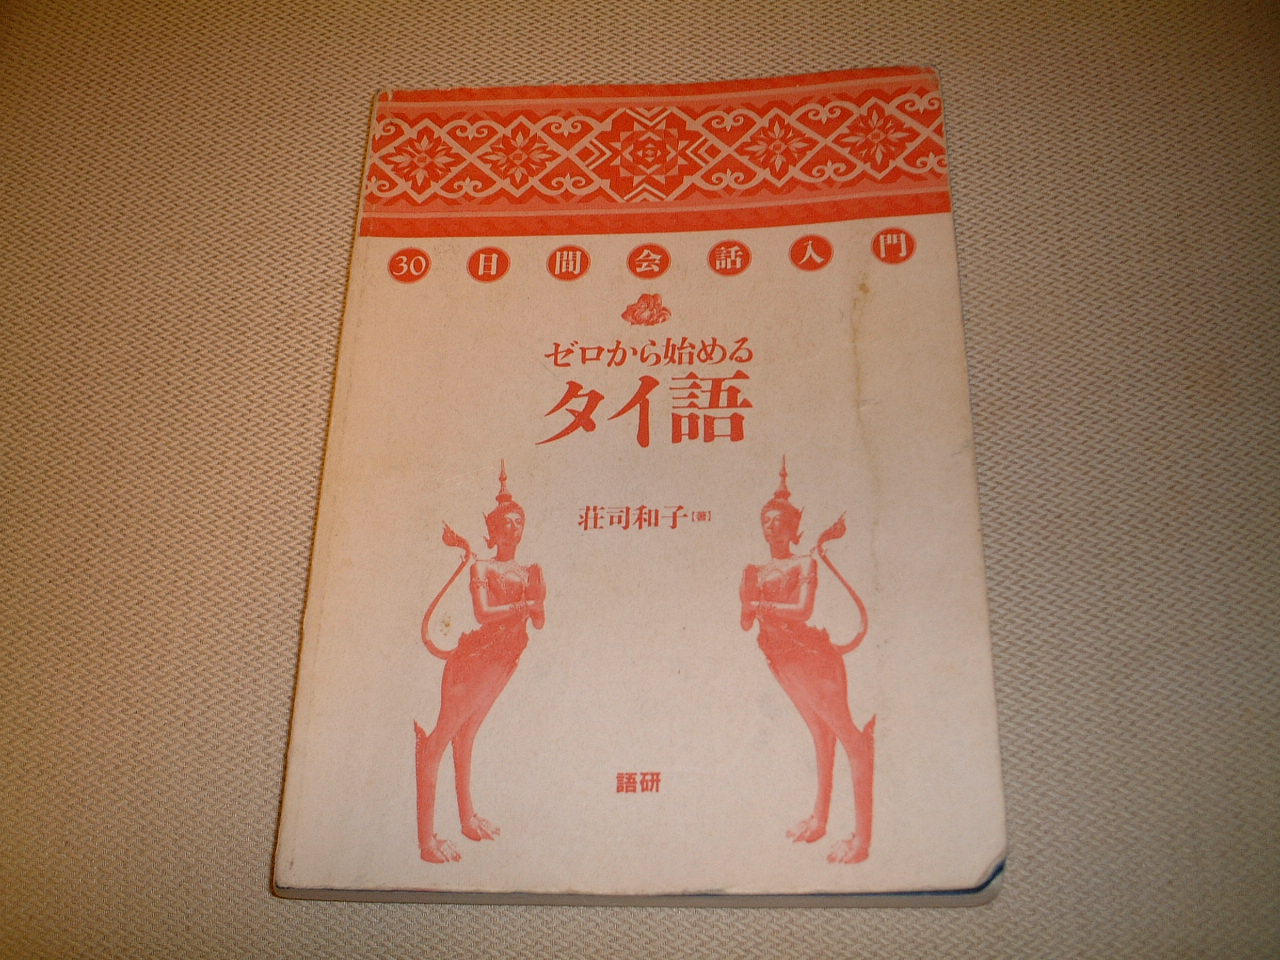 30日間会話入門
ゼロから始める
タイ語
荘司和子【著】
語研